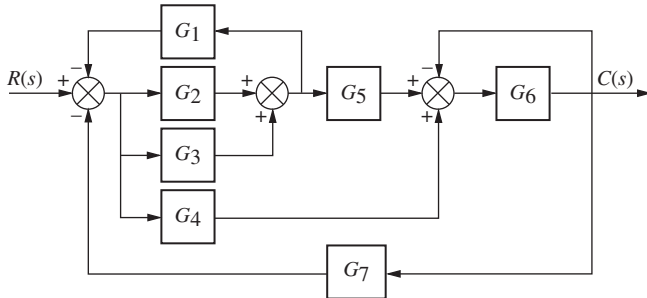 G1
R(s) + − −
G2
+ +
G5
+ − +
G6
C(s)
G3
G4
G7